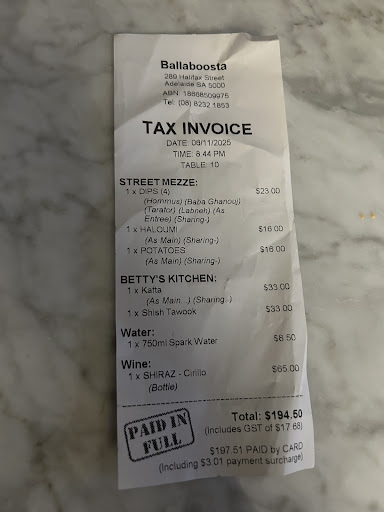 Ballaboosta
289 Halifax Street
Adelaide SA 5000
ABN: 18668509975
Tel: (08) 8232 1853
TAX INVOICE
DATE: 06/11/2025
TIME: 8:44 PM
TABLE: 10
STREET MEZZE:
1 x DIPS (4) $23.00
(Hommus) (Baba Ghanouj)
(Tarator) (Labneh) (As
Entree) (Sharing-)
1 x HALOUMI $16.00
(As Main) (Sharing-)
1 x POTATOES $16.00
(As Main) (Sharing-)
BETTY'S KITCHEN:
1 x Kafta $33.00
(As Main...) (Sharing..)
1 x Shish Tawook $33.00
Water:
1 x 750ml Spark Water $8.50
Wine:
1 x SHIRAZ - Cirillo $65.00
(Bottle)
PAID IN
FULL
Total: $194.50
(includes GST of $17.68)
$197.51 PAID by CARD
(Including $3.01 payment surcharge)